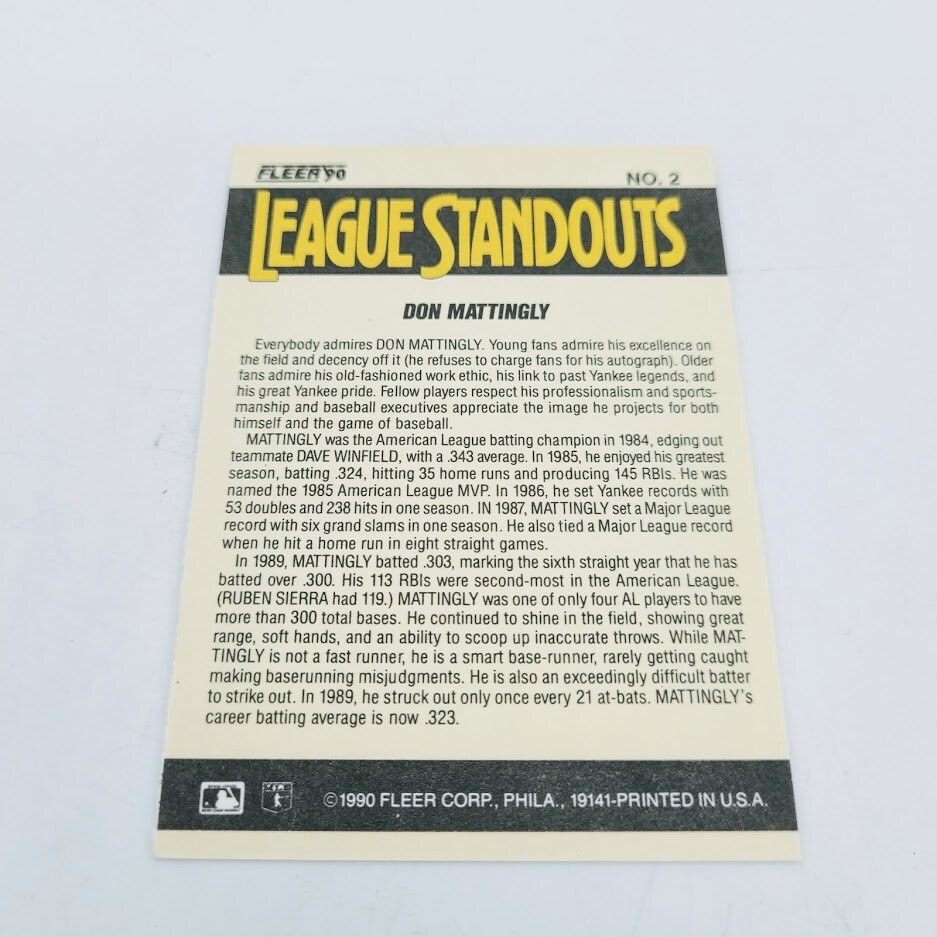 FLEER '90
NO. 2
LEAGUE STANDOUTS
DON MATTINGLY
Everybody admires DON MATTINGLY. Young fans admire his excellence on
the field and decency off it (he refuses to charge fans for his autograph). Older
fans admire his old-fashioned work ethic, his link to past Yankee legends, and
his great Yankee pride. Fellow players respect his professionalism and sports-
manship and baseball executives appreciate the image he projects for both
himself and the game of baseball.
MATTINGLY was the American League batting champion in 1984, edging out
teammate DAVE WINFIELD, with a .343 average. In 1985, he enjoyed his greatest
season, batting .324, hitting 35 home runs and producing 145 RBIs. He was
named the 1985 American League MVP. In 1986, he set Yankee records with
53 doubles and 238 hits in one season. IN 1987, MATTINGLY set a Major League
record with six grand slams in one season. He also tied a Major League record
when he hit a home run in eight straight games.
In 1989, MATTINGLY batted .303, marking the sixth straight year that he has
batted over .300. His 113 RBIs were second-most in the American League.
(RUBEN SIERRA had 119.) MATTINGLY was one of only four AL players to have
more than 300 total bases. He continued to shine in the field, showing great
range, soft hands, and an ability to scoop up inaccurate throws. While MAT-
TINGLY is not a fast runner, he is a smart base-runner, rarely getting caught
making baserunning misjudgments. He is also an exceedingly difficult batter
to strike out. In 1989, he struck out only once every 21 at-bats. MATTINGLY's
career batting average is now .323.
©1990 FLEER CORP., PHILA., 19141-PRINTED IN U.S.A.